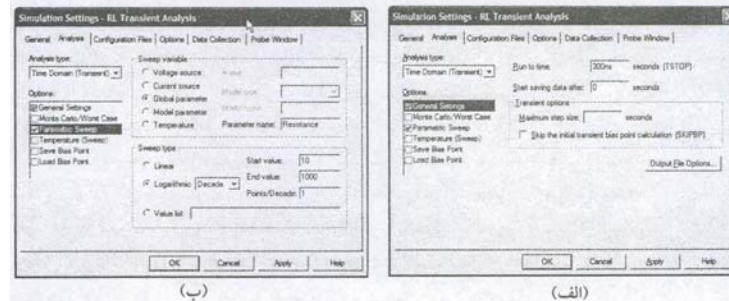 Simulation Settings - RL Transient Analysis
General Analysis Configuration Files Options Data Collection Probe Window
Analysis type:
Time Domain (Transient)
Options:
General Settings
Monte Carlo/Worst Case
Parametric Sweep
Temperature (Sweep)
Save Bias Point
Load Bias Point
Sweep variable
Voltage source
Current source
Global parameter
Model parameter
Temperature
Parameter name: Resistance
Sweep type
Linear
Logarithmic Decade
Value list
Start value: 10
End value: 1000
Points/Decade: 1
OK Cancel Apply Help
(ب)
Simulation Settings - RL Transient Analysis
General Analysis Configuration Files Options Data Collection Probe Window
Analysis type:
Time Domain (Transient)
Options:
General Settings
Monte Carlo/Worst Case
Parametric Sweep
Temperature (Sweep)
Save Bias Point
Load Bias Point
Run to time: 300ns seconds (TSTOP)
Start saving data after: 0 seconds
Transient options
Maximum step size: seconds
Skip the initial transient bias point calculation (SKIPBP)
Output File Options...
OK Cancel Apply Help
(الف)